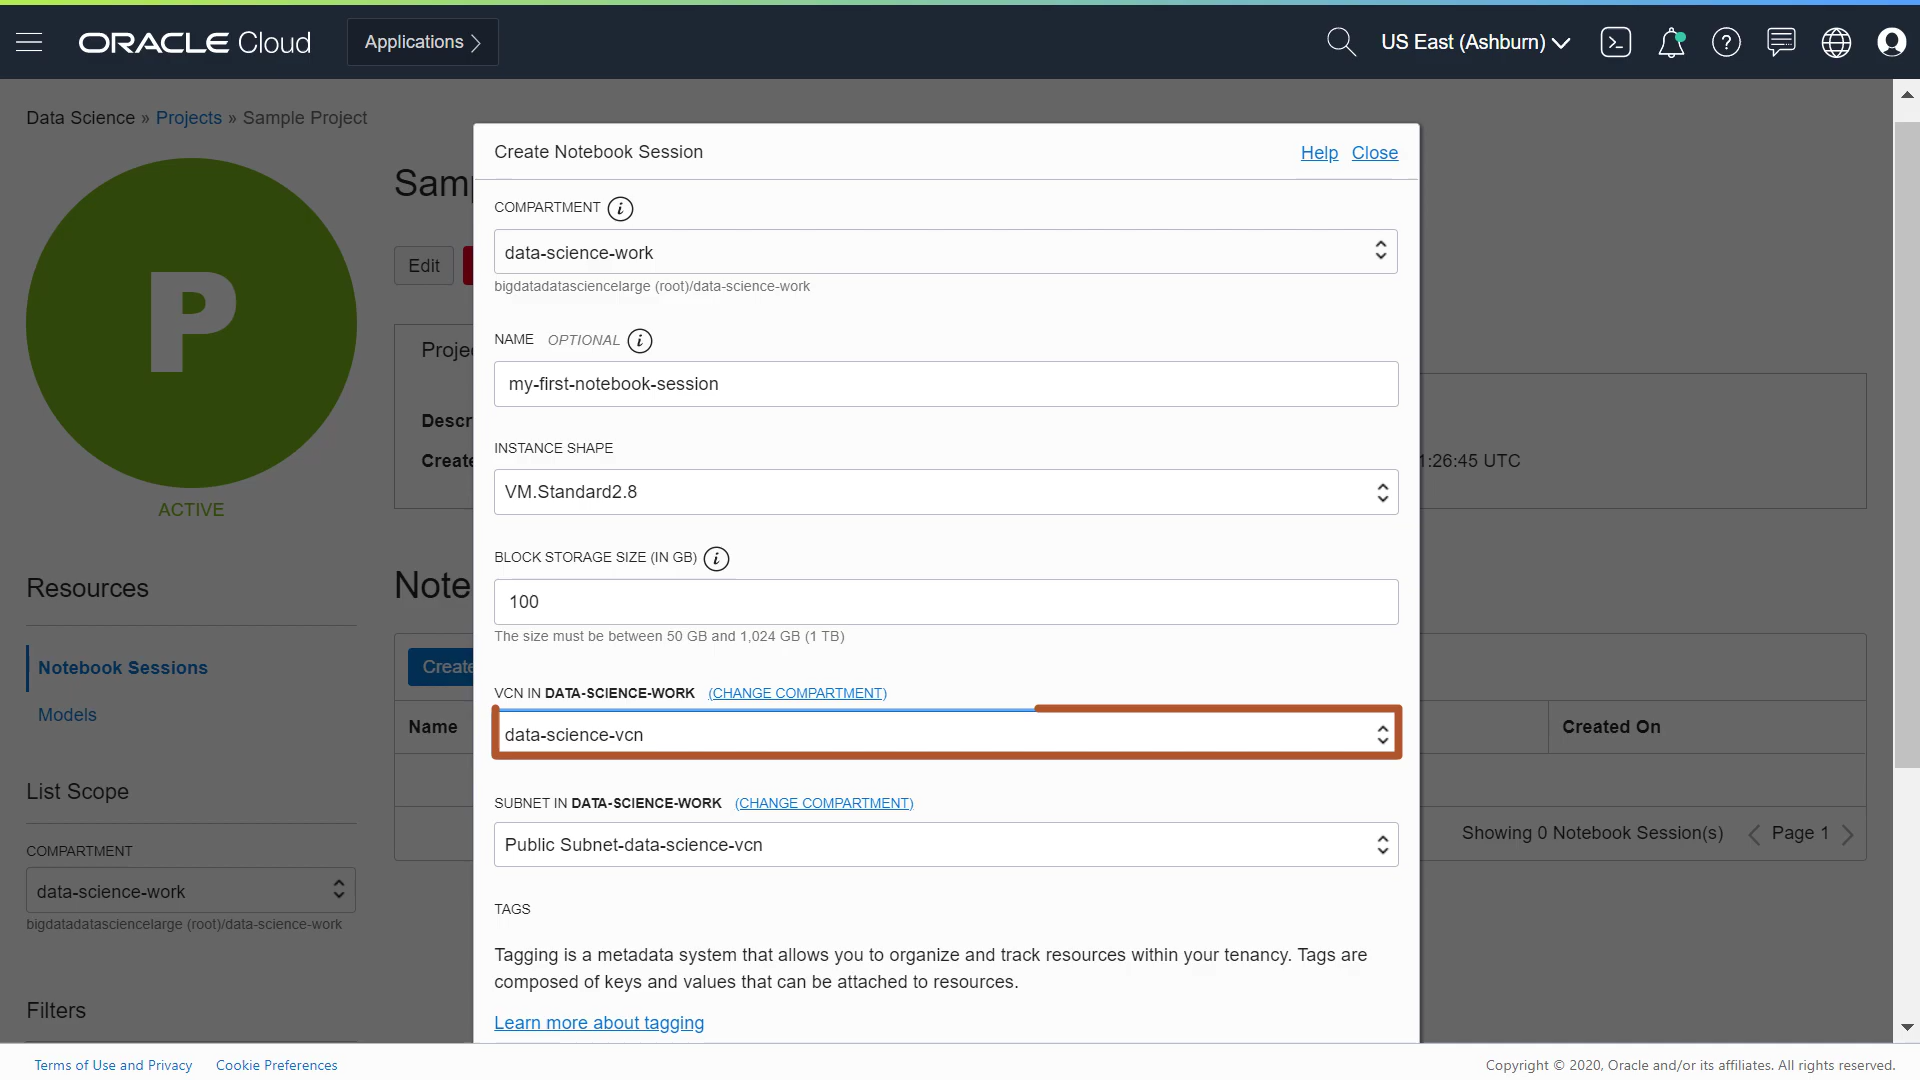 ORACLE Cloud
Applications
US East (Ashburn)
Data Science » Projects » Sample Project
P
ACTIVE
Edit
Create Notebook Session
Help Close
COMPARTMENT
data-science-work
bigdatadatasciencelarge (root)/data-science-work
NAME OPTIONAL
my-first-notebook-session
INSTANCE SHAPE
VM.Standard2.8
BLOCK STORAGE SIZE (IN GB)
100
The size must be between 50 GB and 1,024 GB (1 TB)
VCN IN DATA-SCIENCE-WORK (CHANGE COMPARTMENT)
data-science-vcn
SUBNET IN DATA-SCIENCE-WORK (CHANGE COMPARTMENT)
Public Subnet-data-science-vcn
TAGS
Tagging is a metadata system that allows you to organize and track resources within your tenancy. Tags are
composed of keys and values that can be attached to resources.
Learn more about tagging
:26:45 UTC
Resources
Notebook Sessions
Models
Note
Create
Name
Created On
Showing 0 Notebook Session(s) Page 1
List Scope
COMPARTMENT
data-science-work
bigdatadatasciencelarge (root)/data-science-work
Filters
Terms of Use and Privacy Cookie Preferences
Copyright © 2020, Oracle and/or its affiliates. All rights reserved.